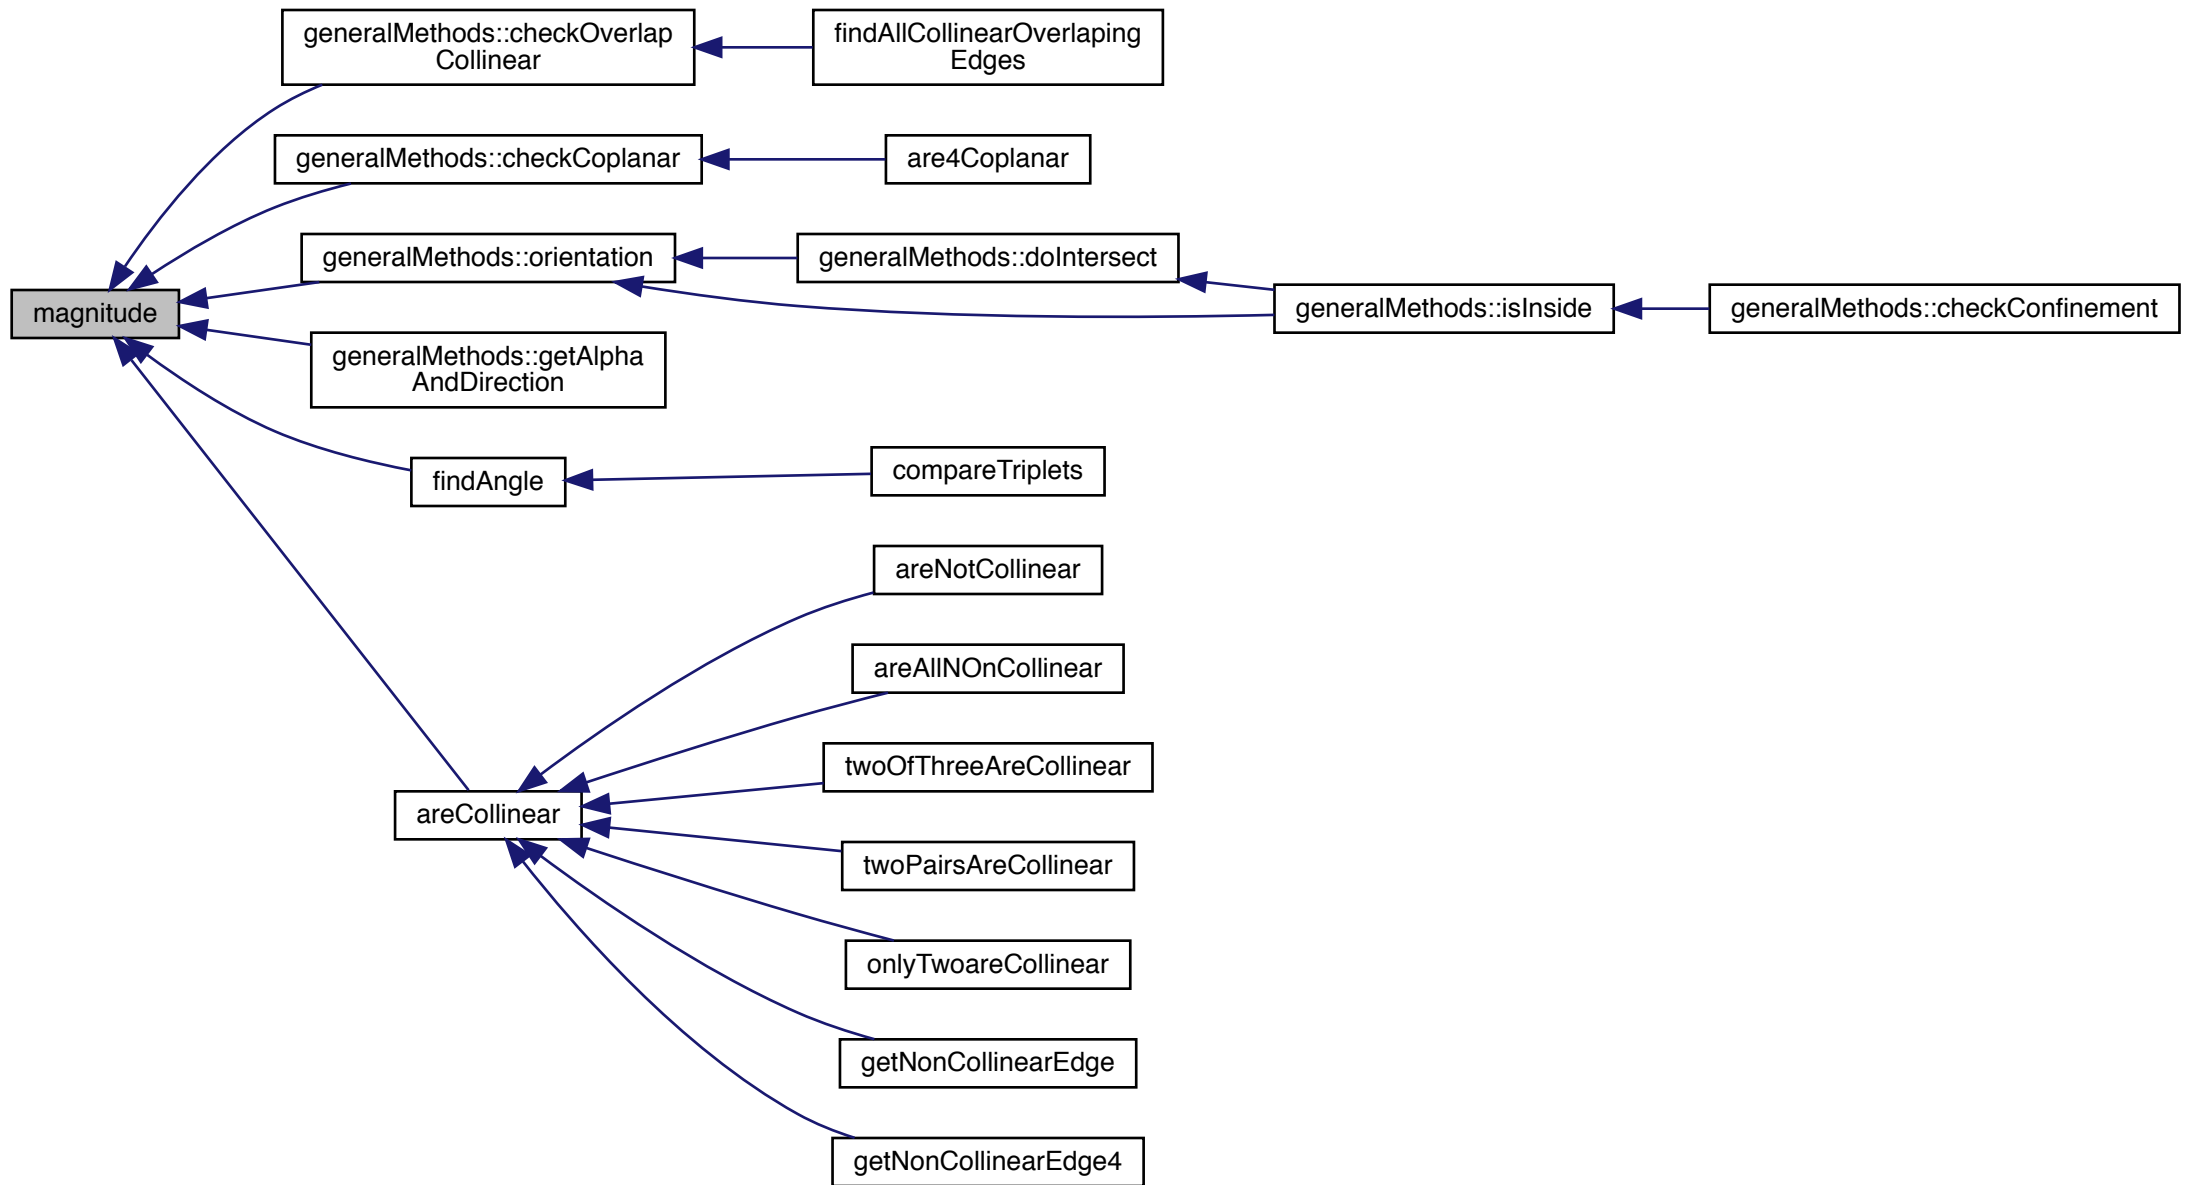 generalMethods::checkOverlap
Collinear
findAllCollinearOverlaping
Edges
generalMethods::checkCoplanar
are4Coplanar
generalMethods::orientation
generalMethods::doIntersect
generalMethods::isInside
generalMethods::checkConfinement
magnitude
generalMethods::getAlpha
AndDirection
findAngle
compareTriplets
areNotCollinear
areAllNOnCollinear
twoOfThreeAreCollinear
areCollinear
twoPairsAreCollinear
onlyTwoareCollinear
getNonCollinearEdge
getNonCollinearEdge4